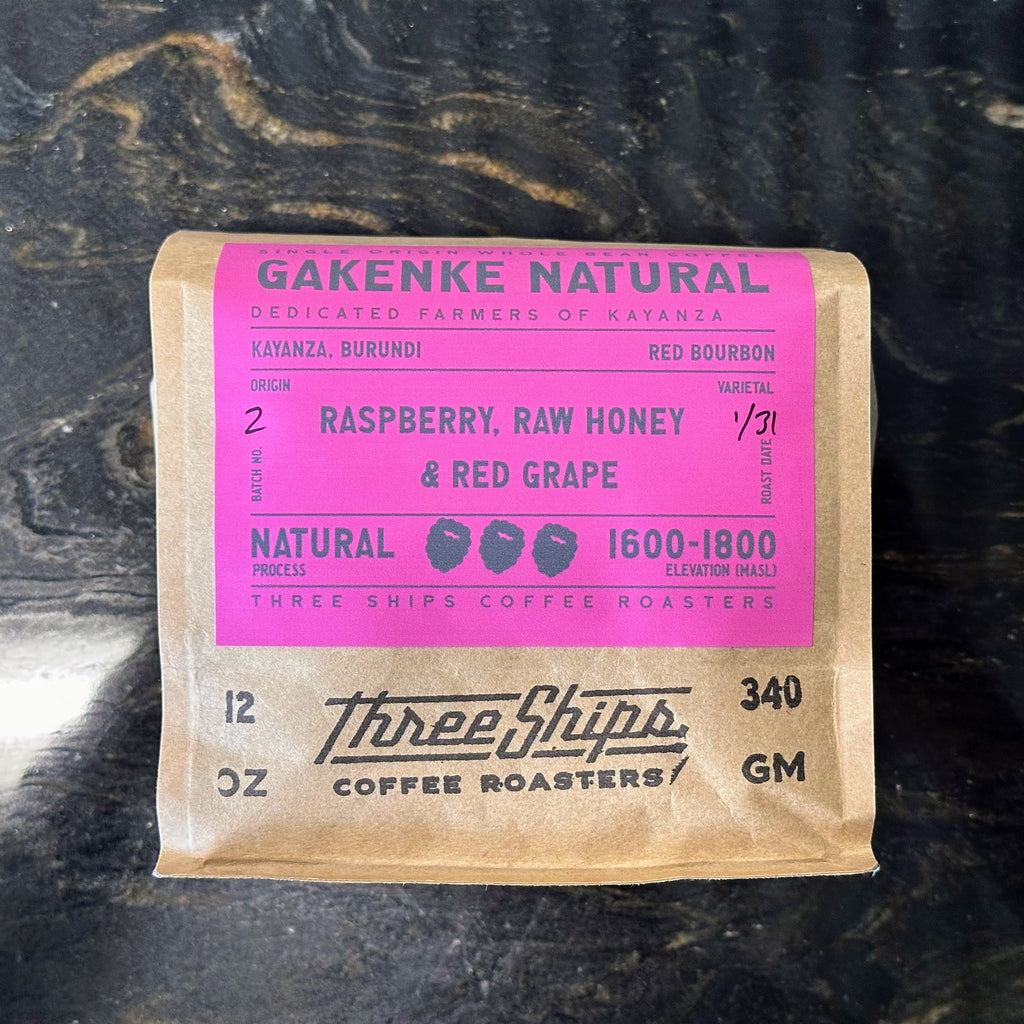 SINGLE ORIGIN WHOLE BEAN COFFEE
GAKENKE NATURAL
DEDICATED FARMERS OF KAYANZA
KAYANZA, BURUNDI RED BOURBON
ORIGIN VARIETAL
2 RASPBERRY, RAW HONEY 1/31
& RED GRAPE
BATCH NO. ROAST DATE
NATURAL 1600-1800
PROCESS ELEVATION (MASL)
THREE SHIPS COFFEE ROASTERS
12 Three Ships 340
OZ COFFEE ROASTERS GM